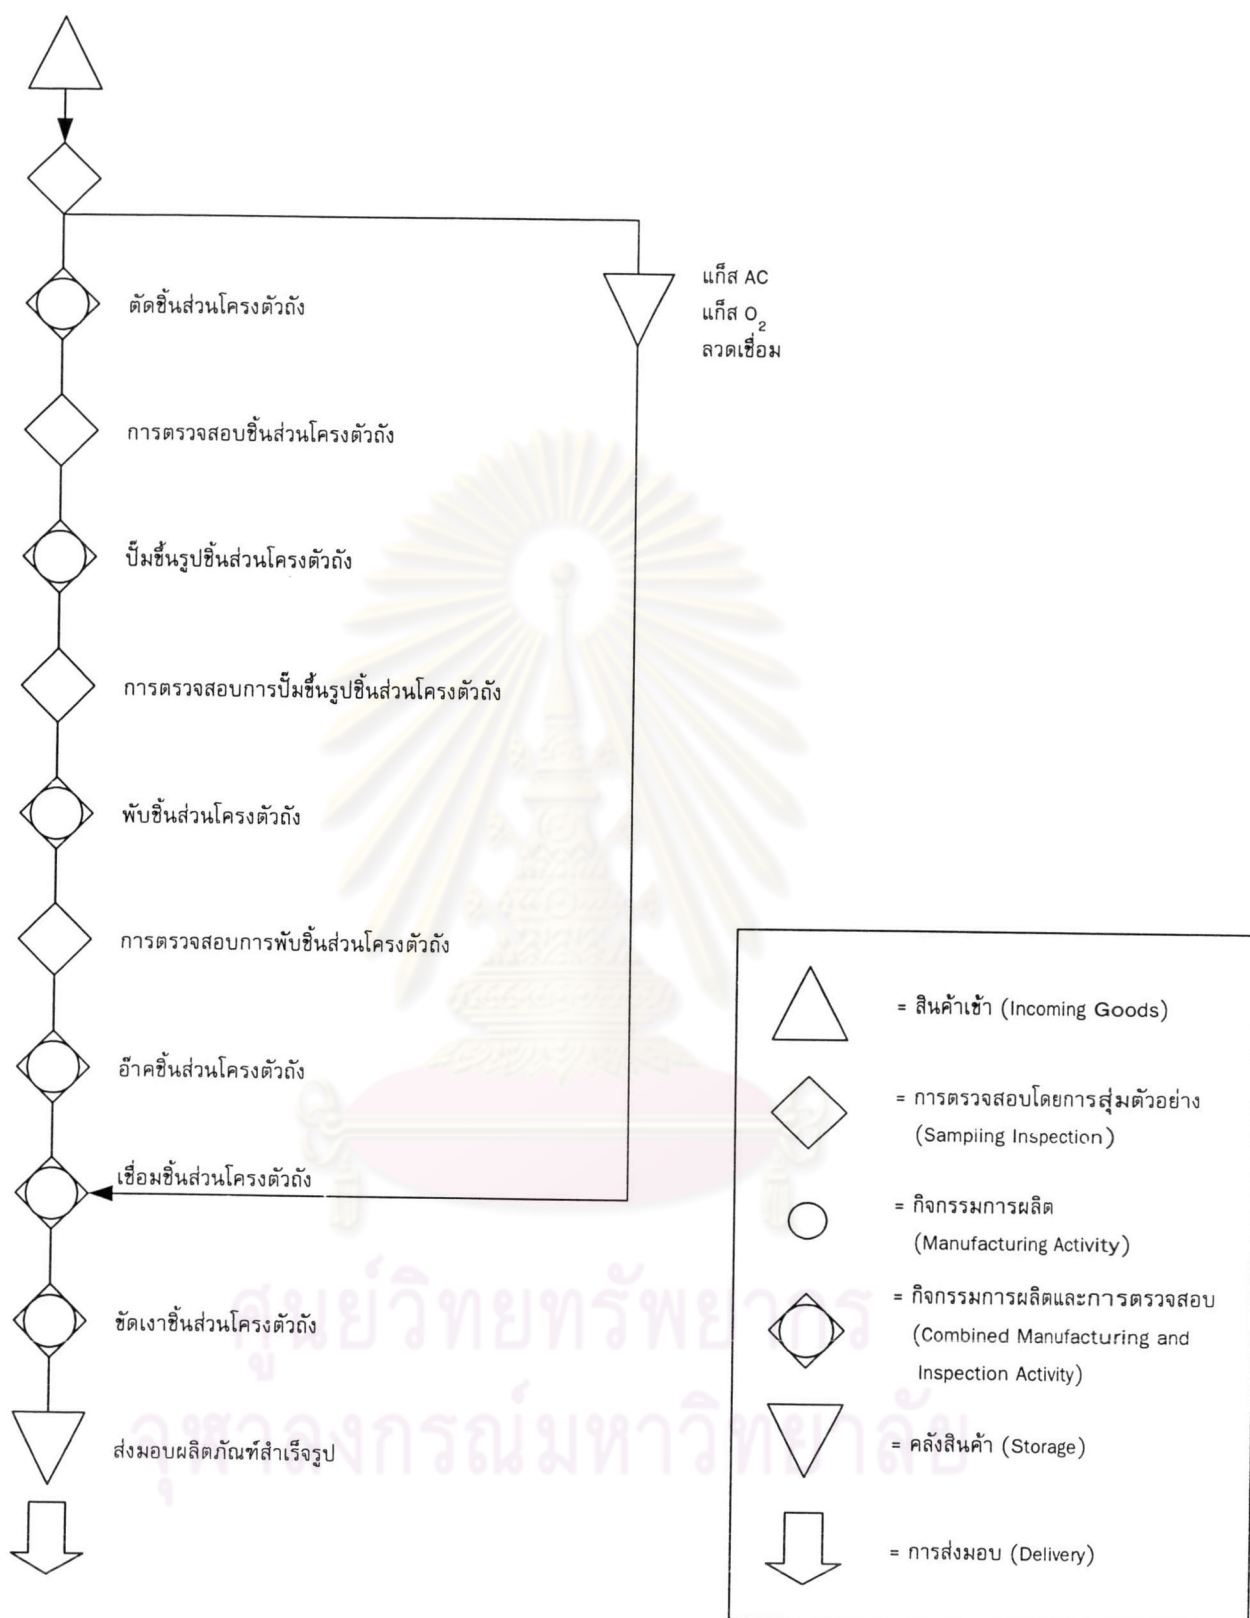 ตัดชิ้นส่วนโครงตัวถัง
แก็ส AC
แก็ส O₂
ลวดเชื่อม
การตรวจสอบชิ้นส่วนโครงตัวถัง
ปั๊มขึ้นรูปชิ้นส่วนโครงตัวถัง
การตรวจสอบการปั๊มขึ้นรูปชิ้นส่วนโครงตัวถัง
พับชิ้นส่วนโครงตัวถัง
การตรวจสอบการพับชิ้นส่วนโครงตัวถัง
อ๊าคชิ้นส่วนโครงตัวถัง
เชื่อมชิ้นส่วนโครงตัวถัง
ขัดเงาชิ้นส่วนโครงตัวถัง
ส่งมอบผลิตภัณฑ์สำเร็จรูป
= สินค้าเข้า (Incoming Goods)
= การตรวจสอบโดยการสุ่มตัวอย่าง
(Sampiing Inspection)
= กิจกรรมการผลิต
(Manufacturing Activity)
= กิจกรรมการผลิตและการตรวจสอบ
(Combined Manufacturing and
Inspection Activity)
= คลังสินค้า (Storage)
= การส่งมอบ (Delivery)
ศูนย์วิทยทรัพยากร
จุฬาลงกรณ์มหาวิทยาลัย